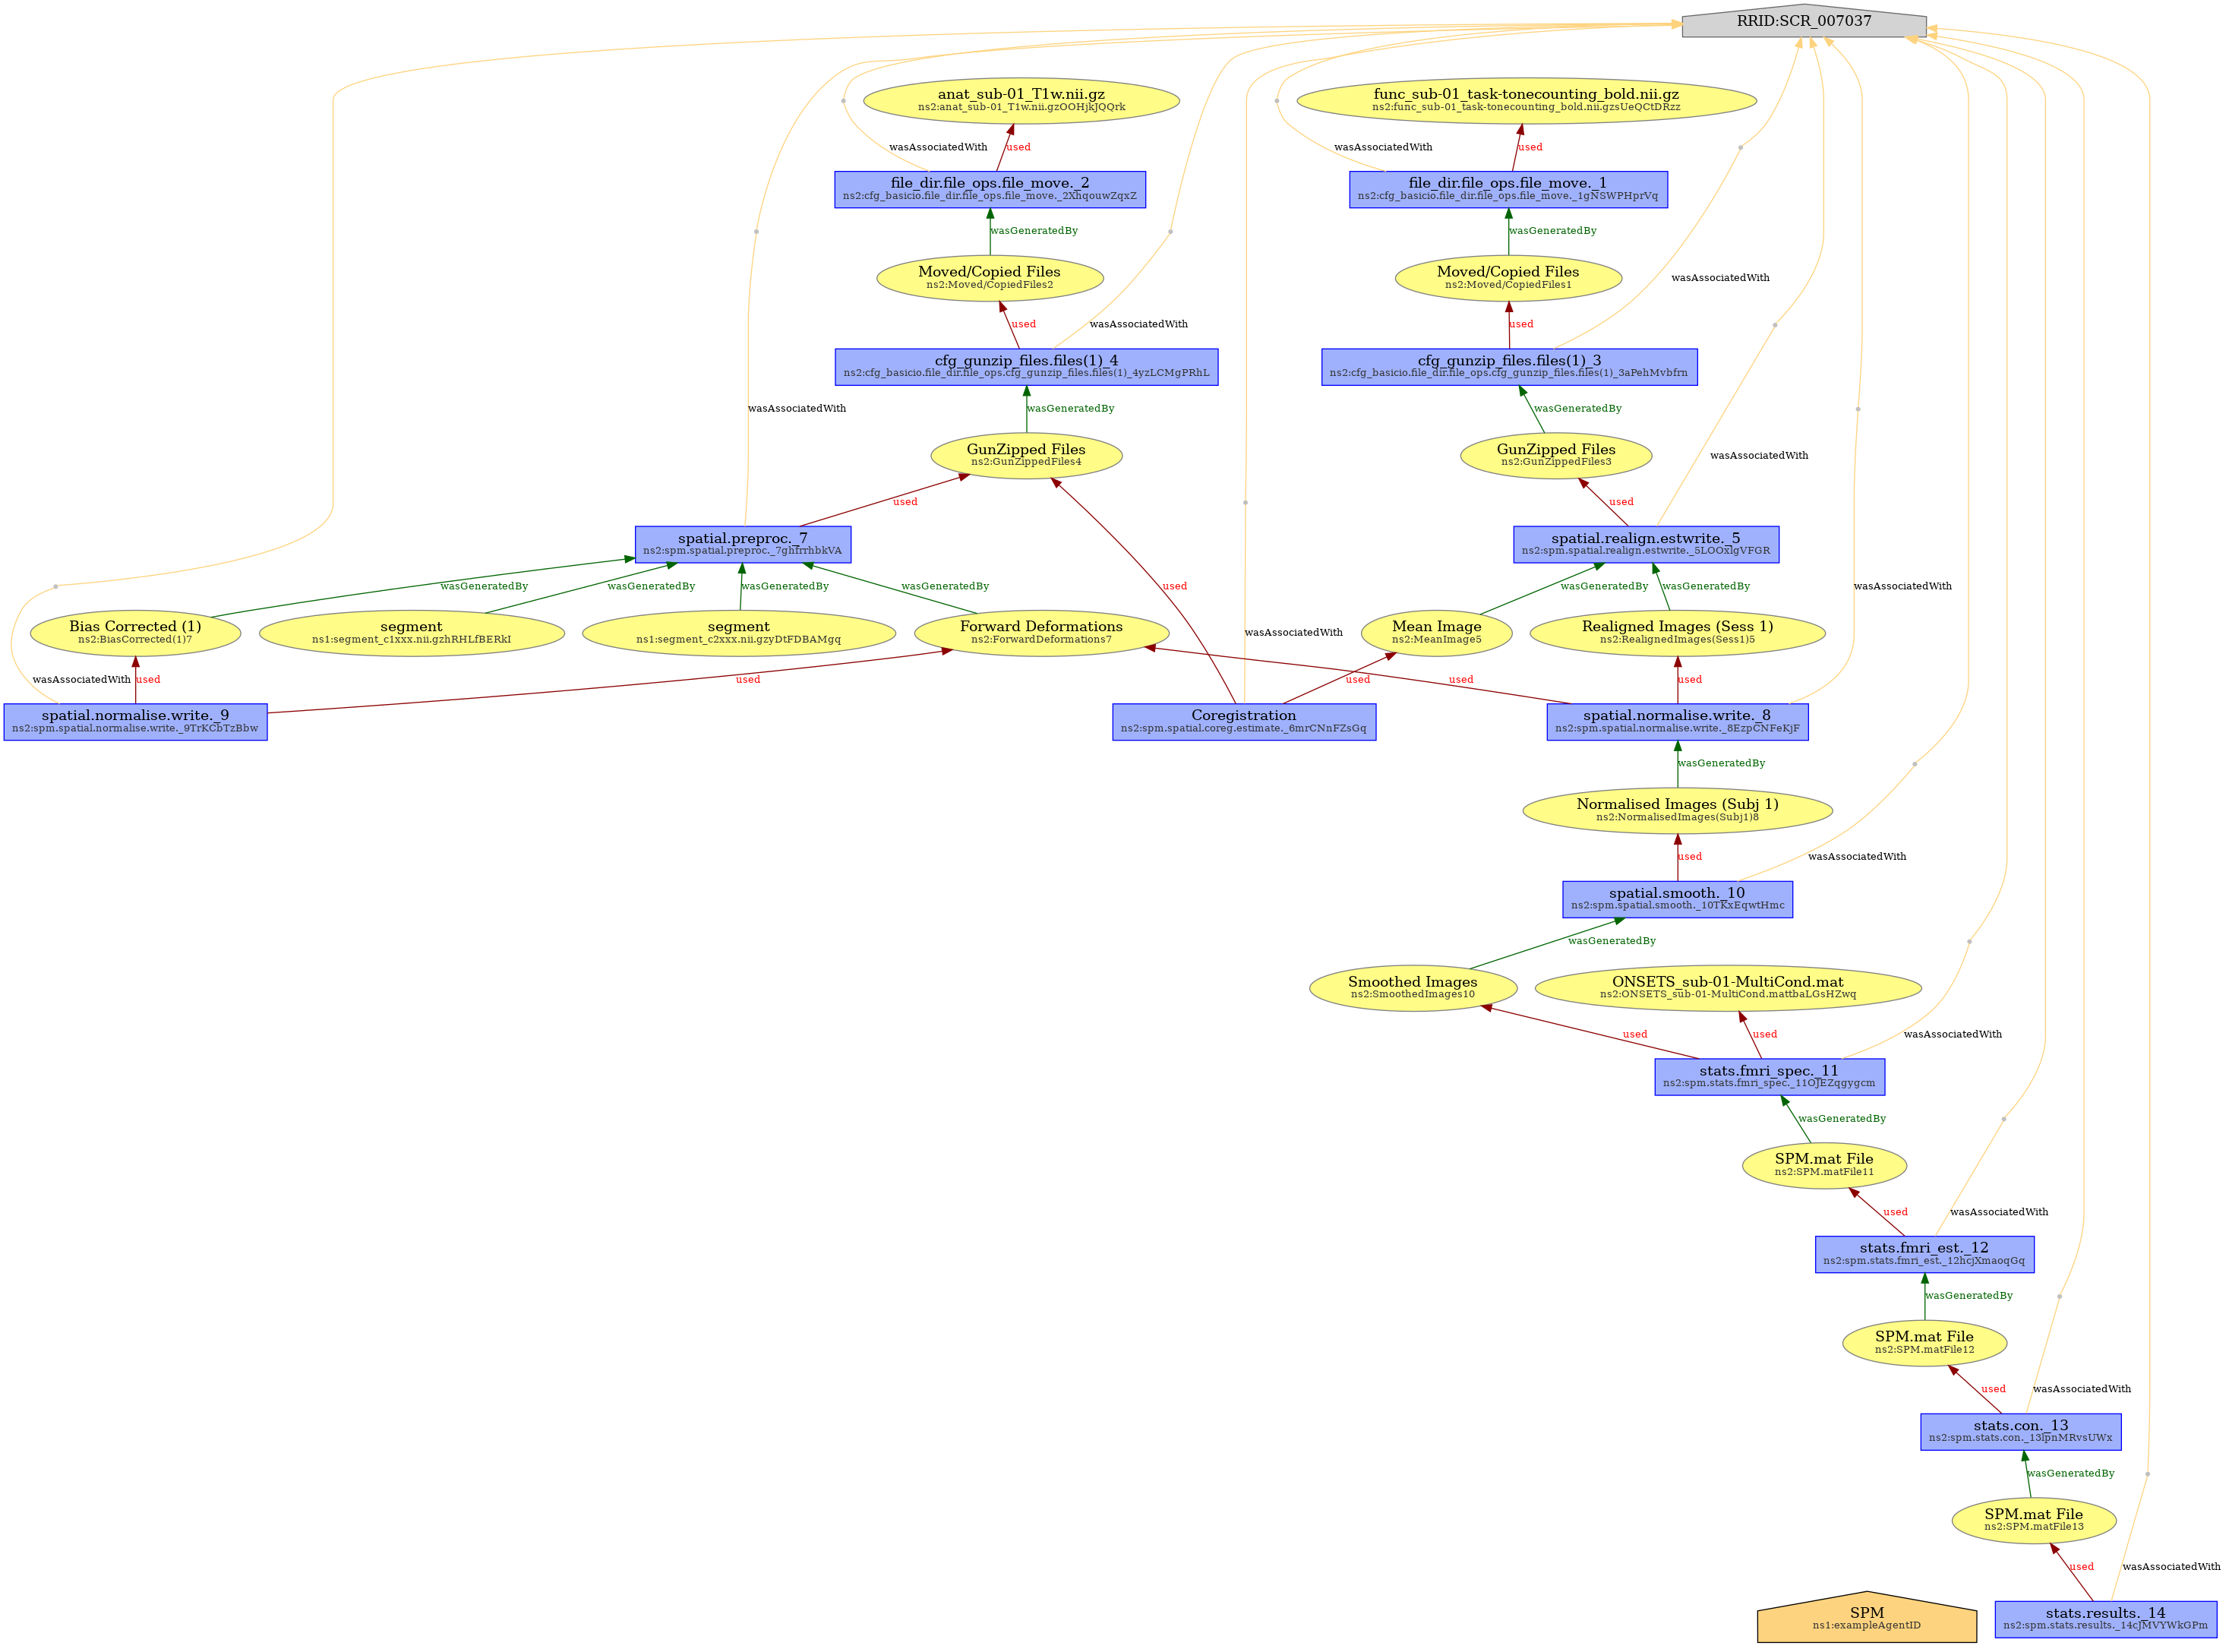 RRID:SCR_007037
anat_sub-01_T1w.nii.gz
ns2:anat_sub-01_T1w.nii.gzOOHjkJQQrk
func_sub-01_task-tonecounting_bold.nii.gz
ns2:func_sub-01_task-tonecounting_bold.nii.gzsUeQCtDRzz
wasAssociatedWith
used
wasAssociatedWith
used
file_dir.file_ops.file_move._2
ns2:cfg_basicio.file_dir.file_ops.file_move._2XhqouwZqxZ
file_dir.file_ops.file_move._1
ns2:cfg_basicio.file_dir.file_ops.file_move._1gNSWPHprVq
wasGeneratedBy
wasGeneratedBy
Moved/Copied Files
ns2:Moved/CopiedFiles2
Moved/Copied Files
ns2:Moved/CopiedFiles1
wasAssociatedWith
used
wasAssociatedWith
used
cfg_gunzip_files.files(1)_4
ns2:cfg_basicio.file_dir.file_ops.cfg_gunzip_files.files(1)_4yzLCMgPRhL
cfg_gunzip_files.files(1)_3
ns2:cfg_basicio.file_dir.file_ops.cfg_gunzip_files.files(1)_3aPehMvbfrn
wasAssociatedWith
wasGeneratedBy
wasGeneratedBy
GunZipped Files
ns2:GunZippedFiles4
GunZipped Files
ns2:GunZippedFiles3
wasAssociatedWith
used
used
spatial.preproc._7
ns2:spm.spatial.preproc._7ghfrrhbkVA
spatial.realign.estwrite._5
ns2:spm.spatial.realign.estwrite._5LOOxlgVFGR
wasGeneratedBy
wasGeneratedBy
wasGeneratedBy
wasGeneratedBy
used
wasGeneratedBy
wasGeneratedBy
wasAssociatedWith
Bias Corrected (1)
ns2:BiasCorrected(1)7
segment
ns1:segment_c1xxx.nii.gzhRHLfBERkI
segment
ns1:segment_c2xxx.nii.gzyDtFDBAMgq
Forward Deformations
ns2:ForwardDeformations7
wasAssociatedWith
Mean Image
ns2:MeanImage5
Realigned Images (Sess 1)
ns2:RealignedImages(Sess1)5
wasAssociatedWith
used
used
used
used
used
spatial.normalise.write._9
ns2:spm.spatial.normalise.write._9TrKCbTzBbw
Coregistration
ns2:spm.spatial.coreg.estimate._6mrCNnFZsGq
spatial.normalise.write._8
ns2:spm.spatial.normalise.write._8EzpCNFeKjF
wasGeneratedBy
Normalised Images (Subj 1)
ns2:NormalisedImages(Subj1)8
used
wasAssociatedWith
spatial.smooth._10
ns2:spm.spatial.smooth._10TKxEqwtHmc
wasGeneratedBy
Smoothed Images
ns2:SmoothedImages10
ONSETS_sub-01-MultiCond.mat
ns2:ONSETS_sub-01-MultiCond.mattbaLGsHZwq
used
used
wasAssociatedWith
stats.fmri_spec._11
ns2:spm.stats.fmri_spec._11OJEZqgygcm
wasGeneratedBy
SPM.mat File
ns2:SPM.matFile11
used
wasAssociatedWith
stats.fmri_est._12
ns2:spm.stats.fmri_est._12hcjXmaoqGq
wasGeneratedBy
SPM.mat File
ns2:SPM.matFile12
used
wasAssociatedWith
stats.con._13
ns2:spm.stats.con._13lpnMRvsUWx
wasGeneratedBy
SPM.mat File
ns2:SPM.matFile13
used
wasAssociatedWith
SPM
ns1:exampleAgentID
stats.results._14
ns2:spm.stats.results._14cJMVYWkGPm